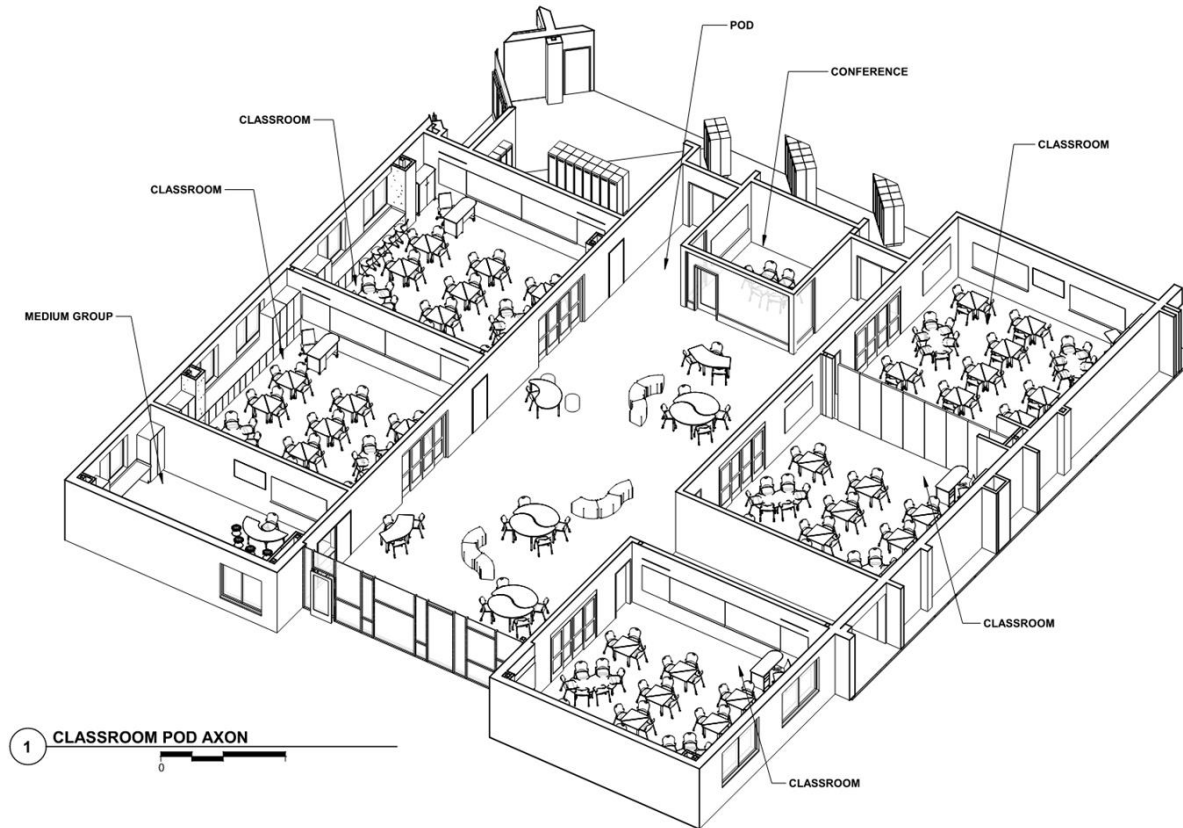 POD
CONFERENCE
CLASSROOM
CLASSROOM
CLASSROOM
MEDIUM GROUP
CLASSROOM
1 CLASSROOM POD AXON
0
CLASSROOM